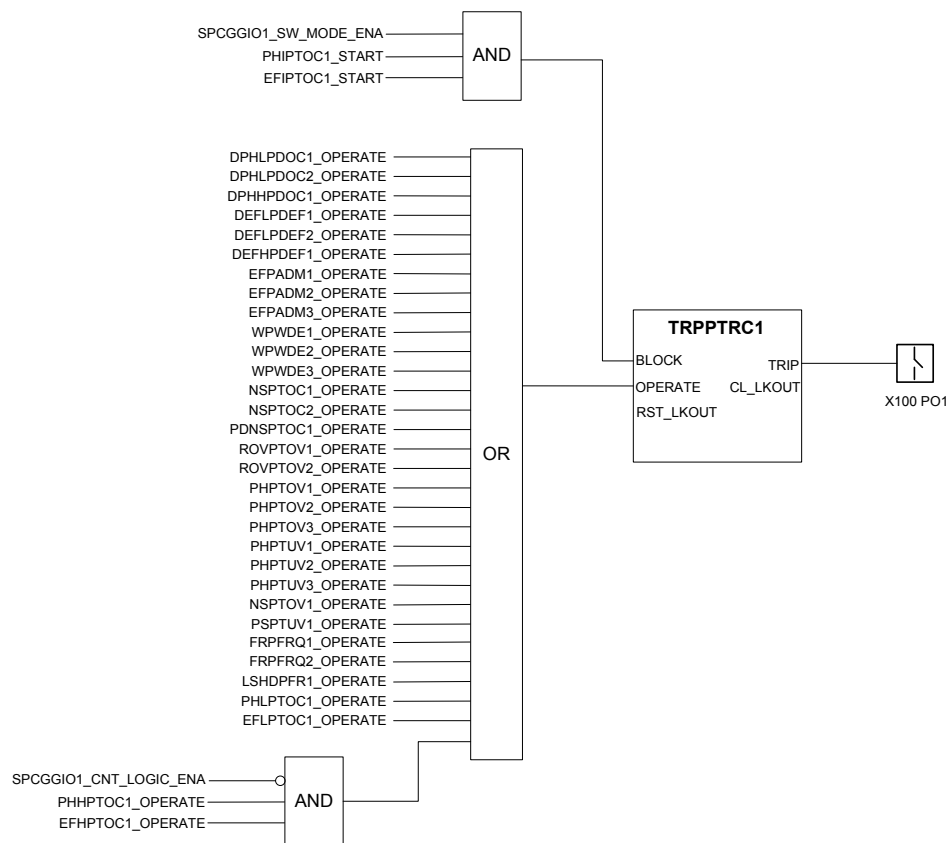 SPCGGIO1_SW_MODE_ENA
PHIPTOC1_START
EFIPTOC1_START
AND
DPHLPDOC1_OPERATE
DPHLPDOC2_OPERATE
DPHHPDOC1_OPERATE
DEFLPDEF1_OPERATE
DEFLPDEF2_OPERATE
DEFHPDEF1_OPERATE
EFPADM1_OPERATE
EFPADM2_OPERATE
EFPADM3_OPERATE
WPWDE1_OPERATE
WPWDE2_OPERATE
WPWDE3_OPERATE
NSPTOC1_OPERATE
NSPTOC2_OPERATE
PDNSPTOC1_OPERATE
ROVPTOV1_OPERATE
ROVPTOV2_OPERATE
PHPTOV1_OPERATE
PHPTOV2_OPERATE
PHPTOV3_OPERATE
PHPTUV1_OPERATE
PHPTUV2_OPERATE
PHPTUV3_OPERATE
NSPTOV1_OPERATE
PSPTUV1_OPERATE
FRPFRQ1_OPERATE
FRPFRQ2_OPERATE
LSHDPFR1_OPERATE
PHLPTOC1_OPERATE
EFLPTOC1_OPERATE
OR
TRPPTRC1
BLOCK
OPERATE
RST_LKOUT
TRIP
CL_LKOUT
X100 PO1
SPCGGIO1_CNT_LOGIC_ENA
PHHPTOC1_OPERATE
EFHPTOC1_OPERATE
AND